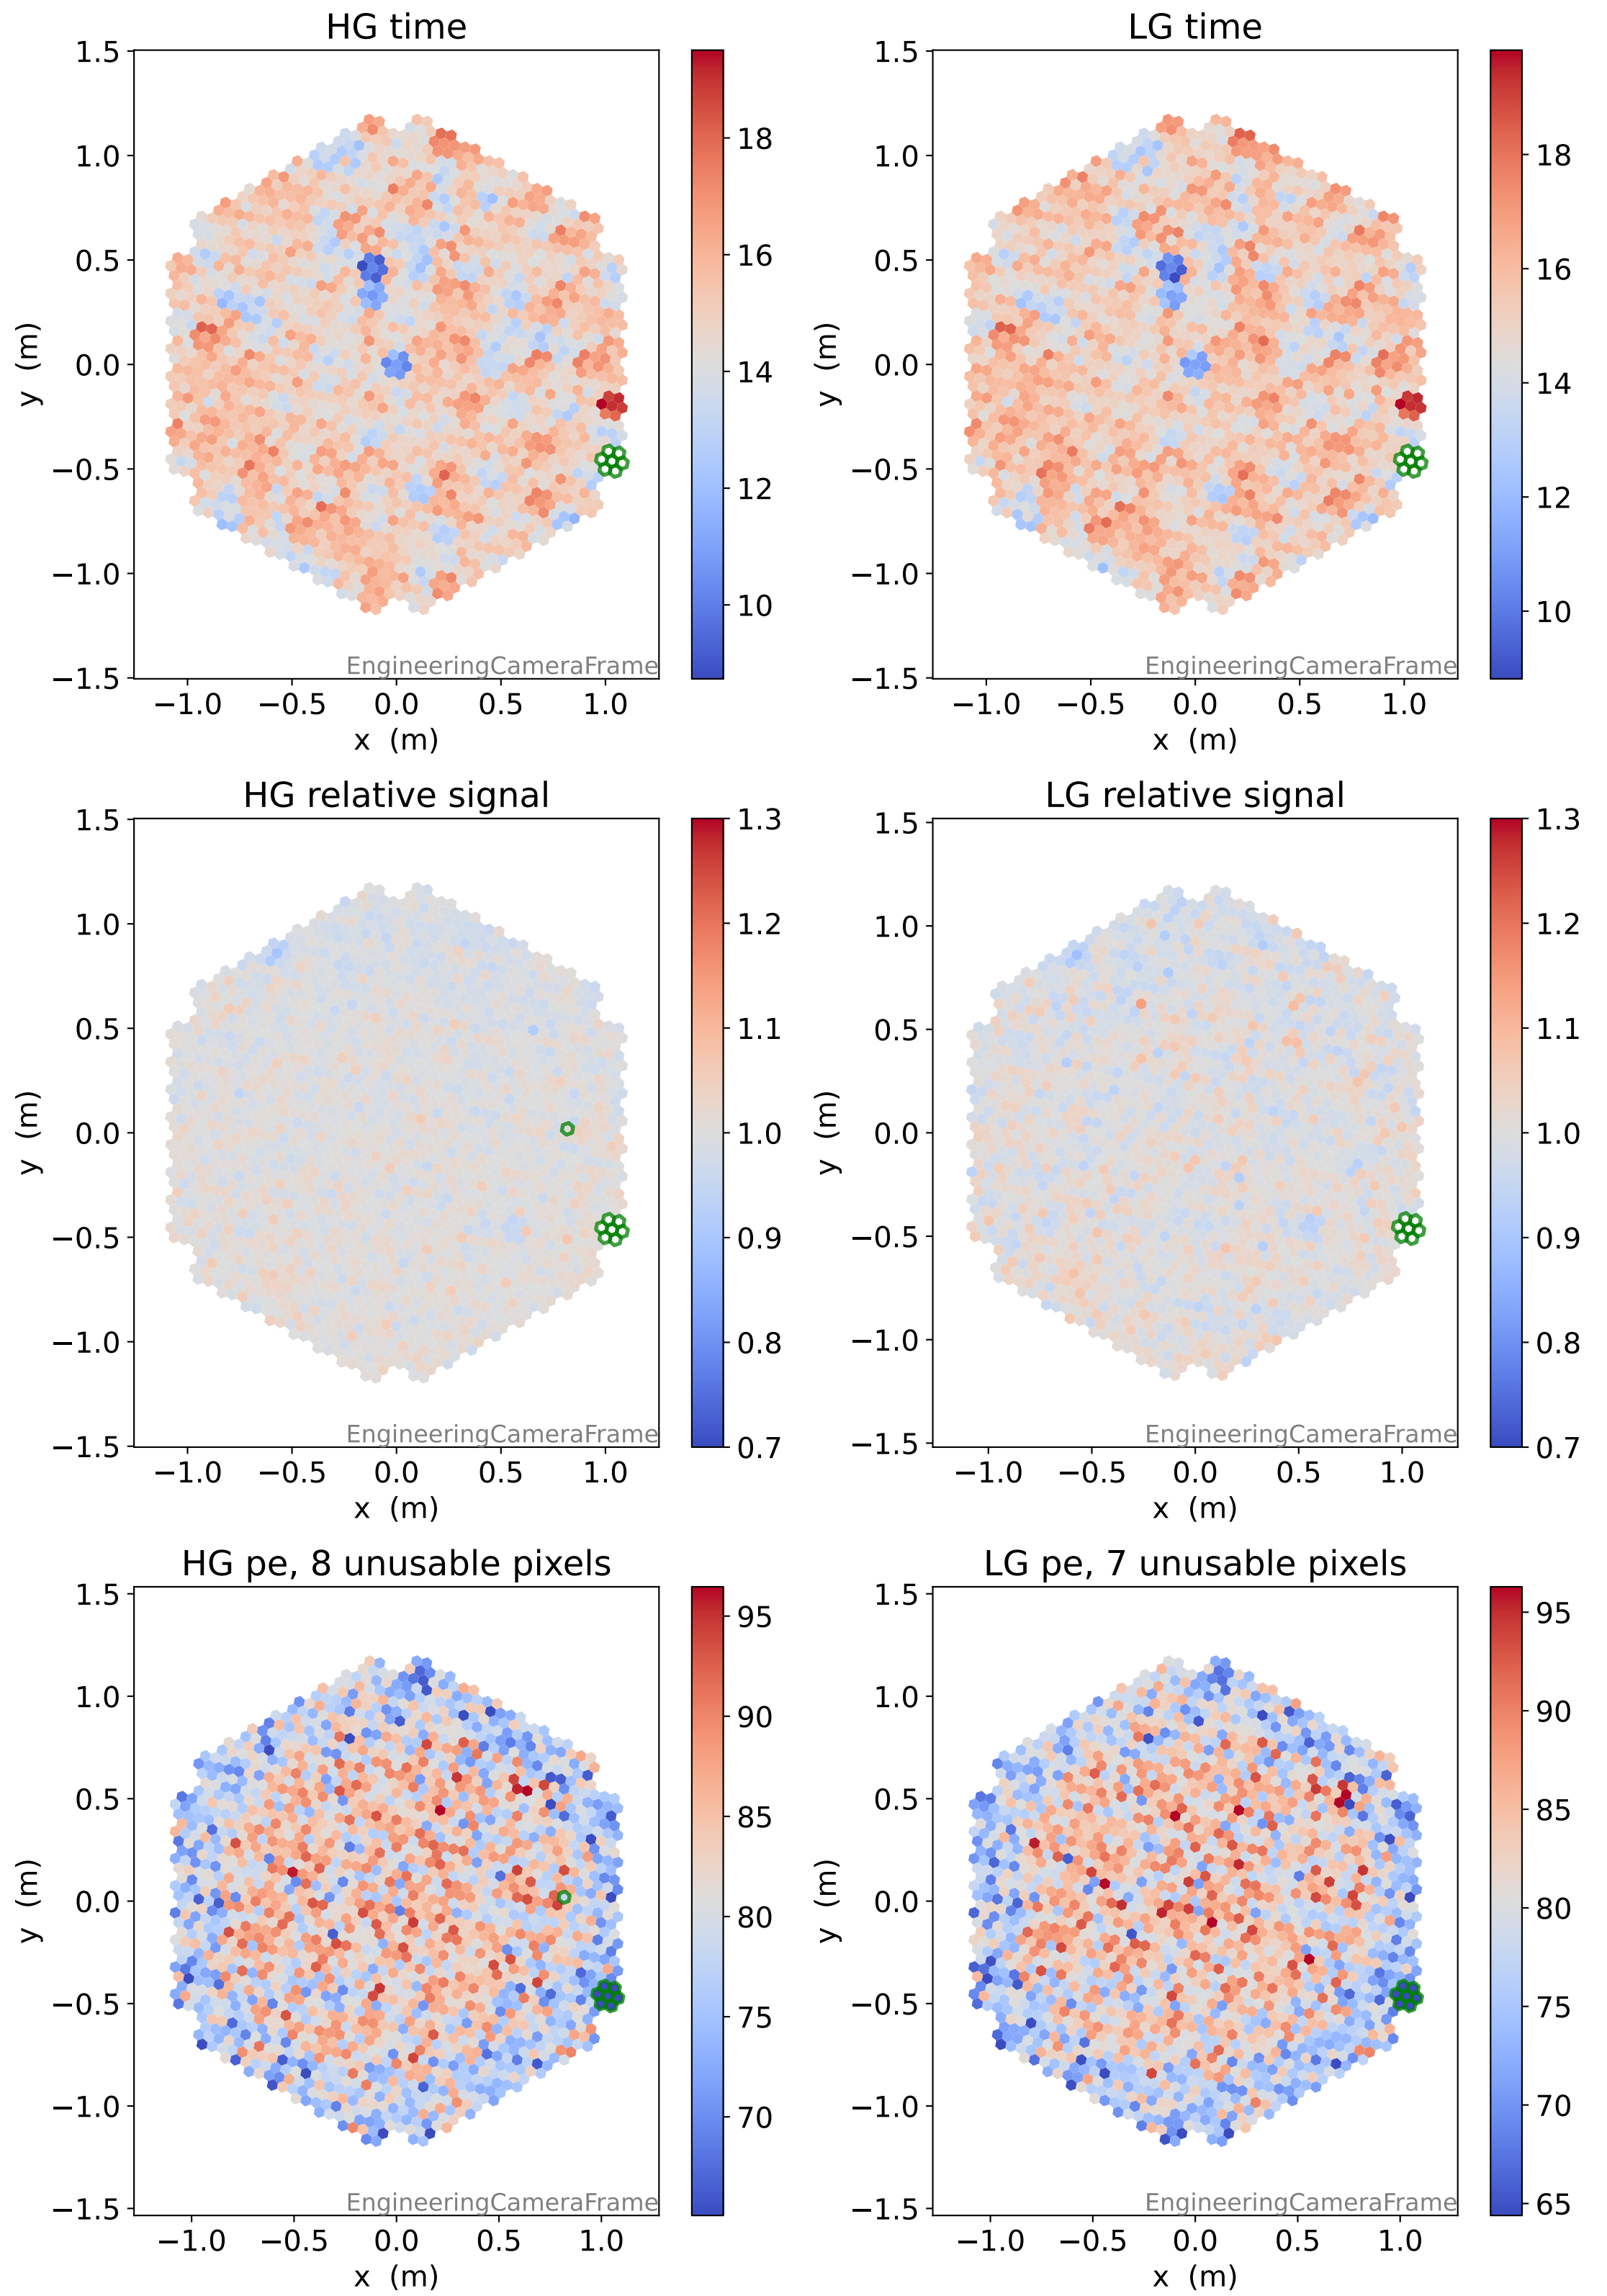 HG time
LG time
1.5
1.0
0.5
0.0
−0.5
−1.0
−1.5
y (m)
EngineeringCameraFrame
−1.0 −0.5 0.0 0.5 1.0
x (m)
18
16
14
12
10
1.5
1.0
0.5
0.0
−0.5
−1.0
−1.5
y (m)
EngineeringCameraFrame
−1.0 −0.5 0.0 0.5 1.0
x (m)
18
16
14
12
10
HG relative signal
LG relative signal
1.5
1.0
0.5
0.0
−0.5
−1.0
−1.5
y (m)
EngineeringCameraFrame
−1.0 −0.5 0.0 0.5 1.0
x (m)
1.3
1.2
1.1
1.0
0.9
0.8
0.7
1.5
1.0
0.5
0.0
−0.5
−1.0
−1.5
y (m)
EngineeringCameraFrame
−1.0 −0.5 0.0 0.5 1.0
x (m)
1.3
1.2
1.1
1.0
0.9
0.8
0.7
HG pe, 8 unusable pixels
LG pe, 7 unusable pixels
1.5
1.0
0.5
0.0
−0.5
−1.0
−1.5
y (m)
EngineeringCameraFrame
−1.0 −0.5 0.0 0.5 1.0
x (m)
95
90
85
80
75
70
1.5
1.0
0.5
0.0
−0.5
−1.0
−1.5
y (m)
EngineeringCameraFrame
−1.0 −0.5 0.0 0.5 1.0
x (m)
95
90
85
80
75
70
65